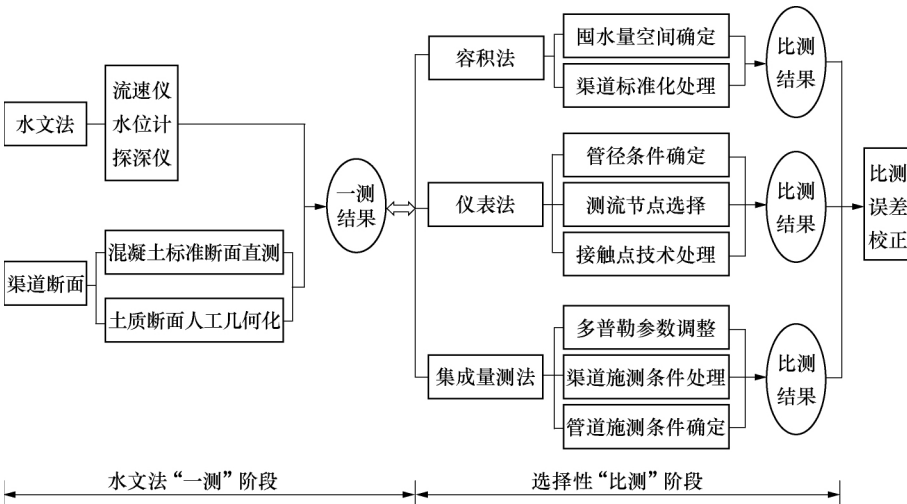 水文法
流速仪
水位计
探深仪
渠道断面
混凝土标准断面直测
土质断面人工几何化
一测
结果
容积法
囤水量空间确定
渠道标准化处理
比测
结果
仪表法
管径条件确定
测流节点选择
接触点技术处理
比测
结果
集成量测法
多普勒参数调整
渠道施测条件处理
管道施测条件确定
比测
结果
比测
误差
校正
水文法“一测”阶段
选择性“比测”阶段